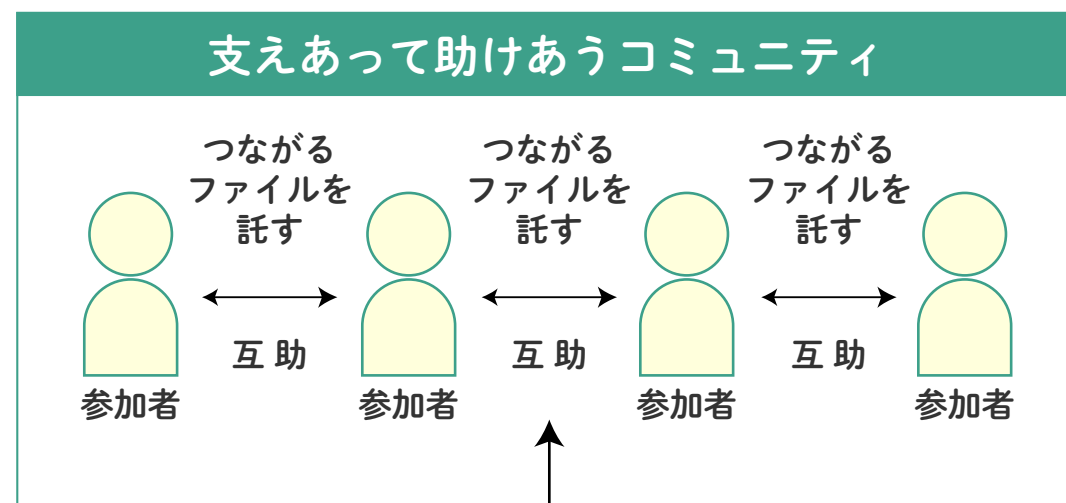 支えあって助けあうコミュニティ
つながる
ファイルを
託す
つながる
ファイルを
託す
つながる
ファイルを
託す
互助
互助
互助
参加者
参加者
参加者
参加者